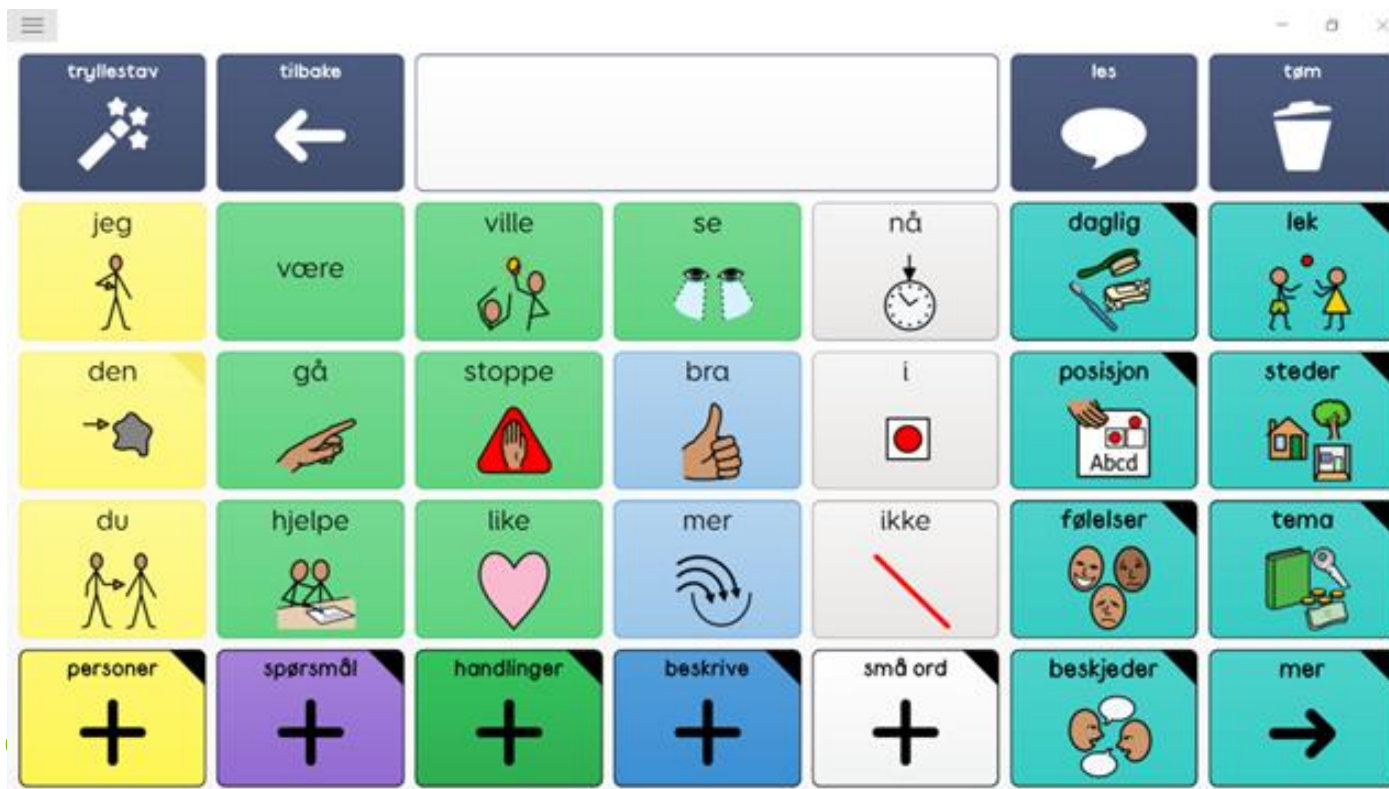 tryllestav tilbake les tøm
jeg være ville se nå daglig lek
den gå stoppe bra i posisjon steder
Abcd
du hjelpe like mer ikke følelser tema
personer spørsmål handlinger beskrive små ord beskjeder mer